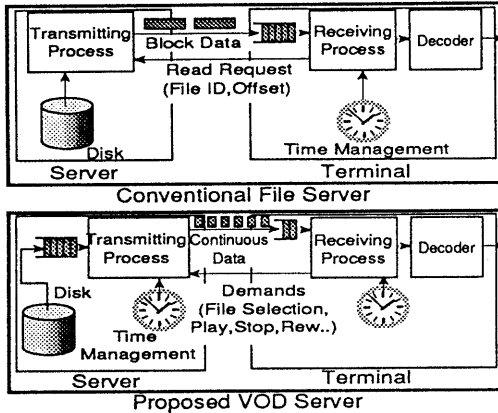 Transmitting
Process
Block Data
Receiving
Process
Decoder
Read Request
(File ID,Offset)
Disk
Time Management
Server
Terminal
Conventional File Server
Transmitting
Process
Continuous
Data
Receiving
Process
Decoder
Disk
Demands
(File Selection,
Play,Stop,Rew..)
Time
Management
Server
Terminal
Proposed VOD Server